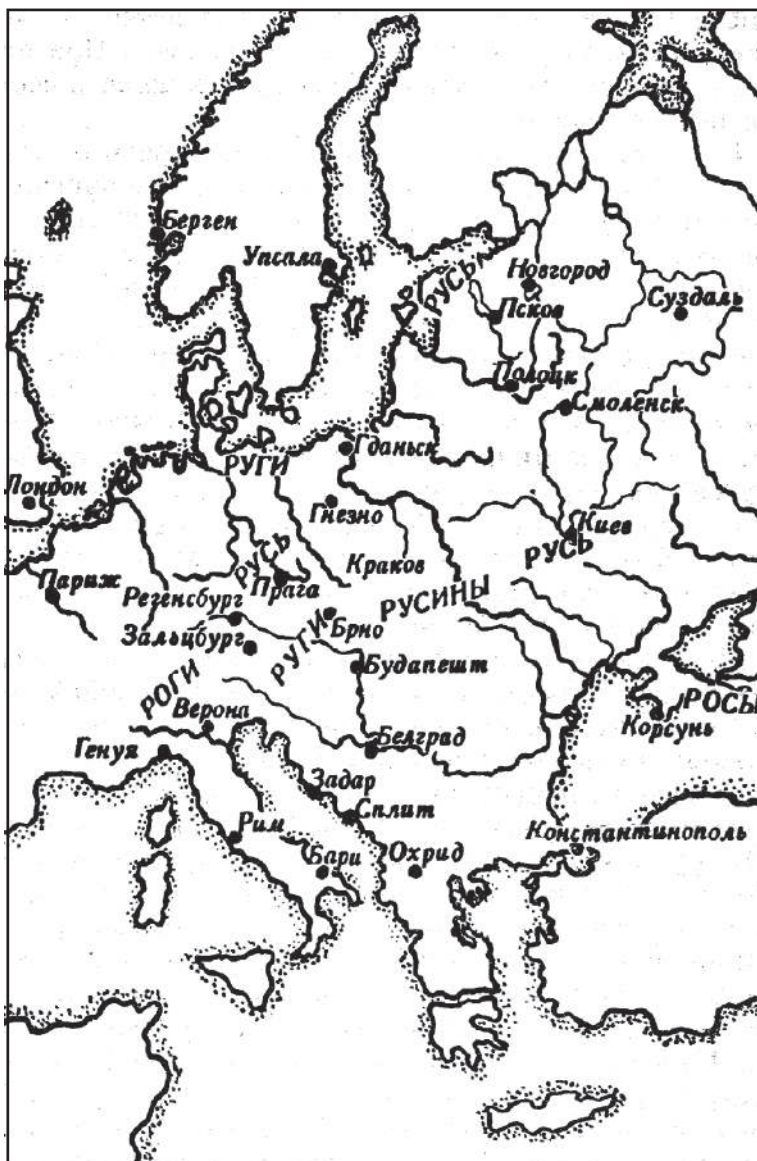 Берген
Упсала
РУСЬ
Новгород
Псков
Суздаль
Полоцк
Смоленск
Гданьск
РУГИ
Лондон
Гнезно
Киев
РУСЬ
РУСЬ
Краков
Прага
Париж
РУСИНЫ
Регенсбург
Брно
Зальцбург
РУГИ
Будапешт
РОГИ
РОСЫ
Верона
Корсунь
Генуя
Белград
Задар
Сплит
Рим
Константинополь
Бари
Охрид